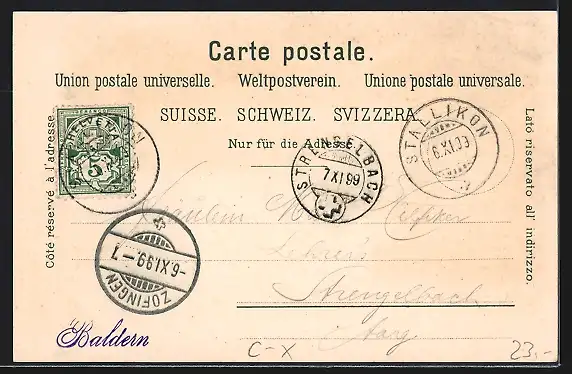 Carte postale.
Union postale universelle. Weltpostverein. Unione postale universale.
SUISSE. SCHWEIZ. SVIZZERA.
Nur für die Adresse.
Côté réservé à l'adresse.
Lato riservato all' indirizzo.
HELVETIA
5
STALLIKON
6.XI.99
STRENGELBACH
7.XI.99
ZOFINGEN
-6.XI.99-7
Fräulein
Lehrer's
Strengelbach
Aarg.
Baldern
C-X
23,-